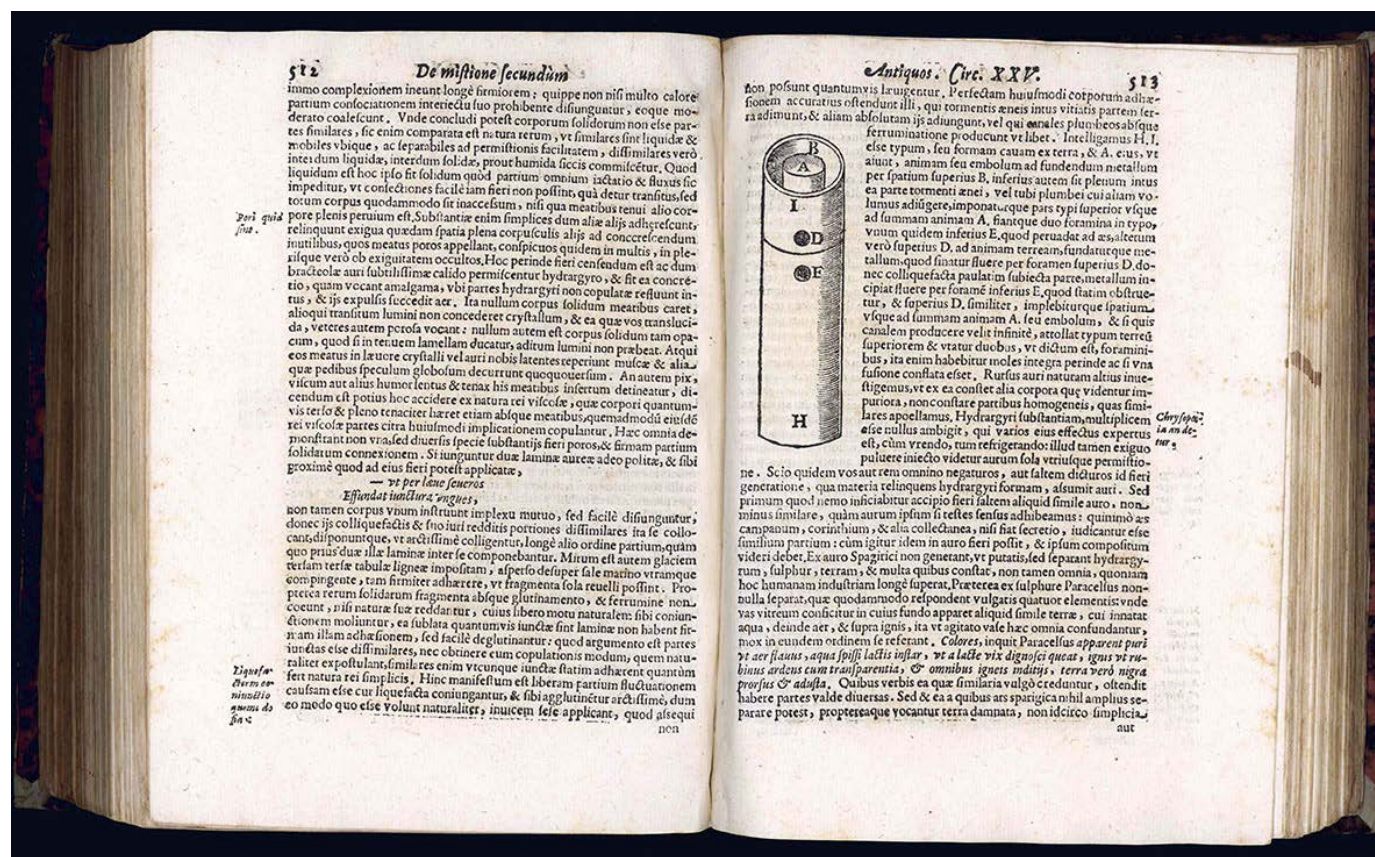 512 De mistione secundùm
immo complexionem ineunt longè firmiorem: quippe non nisi multo calore
partium consociationem interiectu suo prohibente disiunguntur, eoque mo-
derato coalescunt. Vnde concludi potest corporum solidorum non esse par-
tes similares, sic enim comparata est natura rerum, vt similares sint liquidæ &
mobiles vbique, ac separabiles ad permistionis facilitatem, dissimilares verò
interdum liquidæ, interdum solidæ, prout humida siccis commiscētur. Quod
liquidum est hoc ipso fit solidum quòd partium omnium iactatio & fluxus sic
impeditur, vt confectiones facilè iam fieri non possint, quà detur transitus, sed
totum corpus quodammodo sit inaccessum, nisi qua meatibus tenui alio cor-
Pori quid
sint.
pore plenis peruium est. Substantiæ enim simplices dum aliæ alijs adherescunt,
relinquunt exigua quædam spatia plena corpusculis alijs ad concrescendum
inutilibus, quos meatus poros appellant, conspicuos quidem in multis, in ple-
risque verò ob exiguitatem occultos. Hoc perinde fieri censendum est ac dum
bracteolæ auri subtilissimæ calido permiscentur hydrargyro, & fit ea concre-
tio, quam vocant amalgama, vbi partes hydrargyri non copulatæ refluunt in-
tus, & ijs expulsis succedit aer. Ita nullum corpus solidum meatibus caret,
alioqui transitum lumini non concederet crystallum, & ea quæ vos transluci-
da, veteres autem porosa vocant: nullum autem est corpus solidum tam opa-
cum, quod si in tenuem lamellam ducatur, aditum lumini non præbeat. Atqui
eos meatus in læuore crystalli vel auri nobis latentes reperiunt muscæ & alia
quæ pedibus speculum globosum decurrunt quoquouersum. An autem pix,
viscum aut alius humor lentus & tenax his meatibus insertum detineatur, di-
cendum est potius hoc accidere ex natura rei viscosæ, quæ corpori quantum-
vis terso & pleno tenaciter hæret etiam absque meatibus, quemadmodū eiusdē
rei viscosæ partes citra huiusmodi implicationem copulantur. Hæc omnia de-
monstrant non vna, sed diuersis specie substantijs fieri poros, & firmam partium
solidarum connexionem. Si iunguntur duæ laminæ aureæ adeo politæ, & sibi
proximè quod ad eius fieri potest applicatæ,
— vt per læue seueros
Effundat iunctura vngues,
non tamen corpus vnum instruunt implexu mutuo, sed facilè disiunguntur,
donec ijs colliquefactis & suo iuri redditis portiones dissimilares ita se collo-
cant, disponuntque, vt arctissimè colligentur, longè alio ordine partium, quàm
quo prius duæ illæ laminæ inter se componebantur. Mirum est autem glaciem
tersam tersæ tabulæ ligneæ impositam, asperso desuper sale marino vtramque
compingente, tam firmiter adhærere, vt fragmenta sola reuelli possint. Pro-
pterea rerum solidarum fragmenta absque glutinamento, & ferrumine non
coeunt, nisi naturæ suæ reddantur, cuius libero motu naturalem sibi coniun-
ctionem moliuntur, ea sublata quantumvis iunctæ sint laminæ non habent fir-
mam illam adhæsionem, sed facilè deglutinantur: quod argumento est partes
iunctas esse dissimilares, nec obtinere eum copulationis modum, quem natu-
Liquefa-
ctorum co-
niunctio
quomodo
fiat.
raliter expostulant, similares enim vtcunque iunctæ statim adhærent quantùm
fert natura rei simplicis. Hinc manifestum est liberam partium fluctuationem
causam esse cur liquefacta coniungantur, & sibi agglutinētur arctissimè, dum
eo modo quo esse volunt naturaliter, inuicem sese applicant, quod assequi
non
Antiquos. Circ. XXV. 513
non possunt quantumvis læuigentur. Perfectam huiusmodi corporum adhæ-
sionem accuratius ostendunt illi, qui tormentis æneis intus vitiatis partem fer-
ra adimunt, & aliam absolutam ijs adiungunt, vel qui canales plumbeos absque
ferruminatione producunt vt libet. Intelligamus H. I.
esse typum, seu formam cauam ex terra, & A. eius, vt
aiunt, animam seu embolum ad fundendum metallum
per spatium superius B, inferius autem sit plenum intus
ea parte tormenti ænei, vel tubi plumbei cui aliam vo-
lumus adiūgere, imponaturque pars typi superior vsque
ad summam animam A, fiantque duo foramina in typo,
vnum quidem inferius E. quod peruadat ad æs, alterum
verò superius D. ad animam terream, fundaturque me-
tallum, quod sinatur fluere per foramen superius D. do-
nec colliquefacta paulatim subiecta parte, metallum in-
cipiat fluere per foramē inferius E. quod statim obstrue-
tur, & superius D. similiter, implebiturque spatium
vsque ad summam animam A. seu embolum, & si quis
canalem producere velit infinitè, attollat typum terreū
superiorem & vtatur duobus, vt dictum est, foramini-
bus, ita enim habebitur moles integra perinde ac si vna
fusione conflata esset. Rursus auri naturam altius inue-
stigemus, vt ex ea constet alia corpora que videntur im-
puriora, non constare partibus homogeneis, quas simi-
lares appellamus. Hydrargyri substantiam, multiplicem
esse nullus ambigit, qui varios eius effectus expertus
est, cùm vrendo, tum refrigerando: illud tamen exiguo
puluere iniecto videtur aurum sola vtriusque permistio-
B
A
I
D
E
H
ne. Scio quidem vos aut rem omnino negaturos, aut saltem dicturos id fieri
generatione, qua materia relinquens hydrargyri formam, assumit auri. Sed
primum quod nemo inficiabitur accipio fieri saltem aliquid simile auro, non
minus similare, quàm aurum ipsum si testes sensus adhibeamus: quinimò æs
campanum, corinthium, & alia collectanea, nisi fiat secretio, iudicantur esse
similium partium: cùm igitur idem in auro fieri possit, & ipsum compositum
videri debet. Ex auro Spagirici non generant, vt putatis, sed separant hydrargy-
rum, sulphur, terram, & multa quibus constat, non tamen omnia, quoniam
hoc humanam industriam longè superat. Præterea ex sulphure Paracelsus non-
nulla separat, quæ quodammodo respondent vulgatis quatuor elementis: vnde
vas vitreum conficitur in cuius fundo apparet aliquid simile terræ, cui innatat
aqua, deinde aer, & supra ignis, ita vt agitato vase hæc omnia confundantur,
mox in eundem ordinem se referant. Colores, inquit Paracelsus apparent puri
vt aer flauus, aqua spissi lactis instar, vt a lacte vix dignosci queat, ignis vt ru-
binus ardens cum transparentia, & omnibus igneis inditijs, terra verò nigra
prorsus & adusta. Quibus verbis ea quæ similaria vulgò creduntur, ostendit
habere partes valde diuersas. Sed & ea a quibus ars spagirica nihil amplius se-
parare potest, proptereaque vocantur terra damnata, non idcirco simplicia
aut